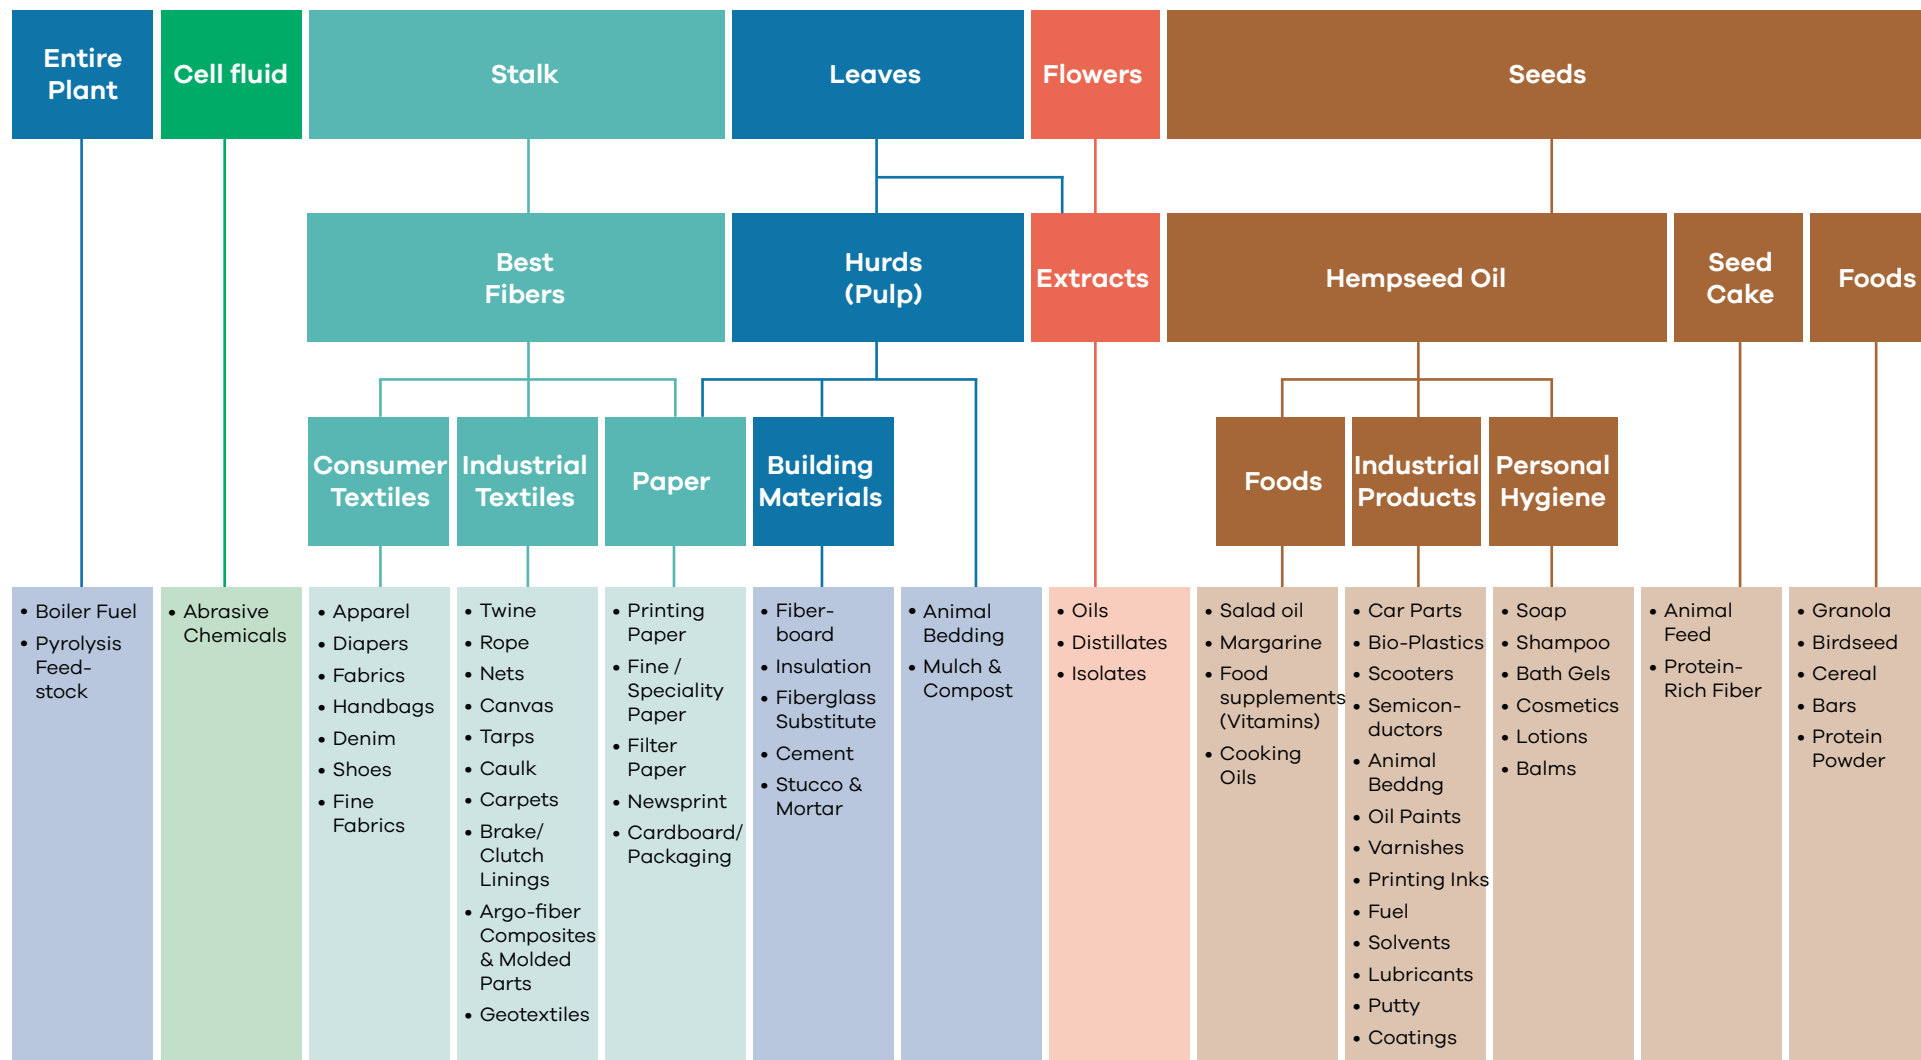 Entire
Plant
Cell fluid
Stalk
Leaves
Flowers
Seeds
Best
Fibers
Hurds
(Pulp)
Extracts
Hempseed Oil
Seed
Cake
Foods
Consumer
Textiles
Industrial
Textiles
Paper
Building
Materials
Foods
Industrial
Products
Personal
Hygiene
• Boiler Fuel
• Pyrolysis
Feed-
stock
• Abrasive
Chemicals
• Apparel
• Diapers
• Fabrics
• Handbags
• Denim
• Shoes
• Fine
Fabrics
• Twine
• Rope
• Nets
• Canvas
• Tarps
• Caulk
• Carpets
• Brake/
Clutch
Linings
• Argo-fiber
Composites
& Molded
Parts
• Geotextiles
• Printing
Paper
• Fine /
Speciality
Paper
• Filter
Paper
• Newsprint
• Cardboard/
Packaging
• Fiber-
board
• Insulation
• Fiberglass
Substitute
• Cement
• Stucco &
Mortar
• Animal
Bedding
• Mulch &
Compost
• Oils
• Distillates
• Isolates
• Salad oil
• Margarine
• Food
supplements
(Vitamins)
• Cooking
Oils
• Car Parts
• Bio-Plastics
• Scooters
• Semicon-
ductors
• Animal
Beddng
• Oil Paints
• Varnishes
• Printing Inks
• Fuel
• Solvents
• Lubricants
• Putty
• Coatings
• Soap
• Shampoo
• Bath Gels
• Cosmetics
• Lotions
• Balms
• Animal
Feed
• Protein-
Rich Fiber
• Granola
• Birdseed
• Cereal
• Bars
• Protein
Powder